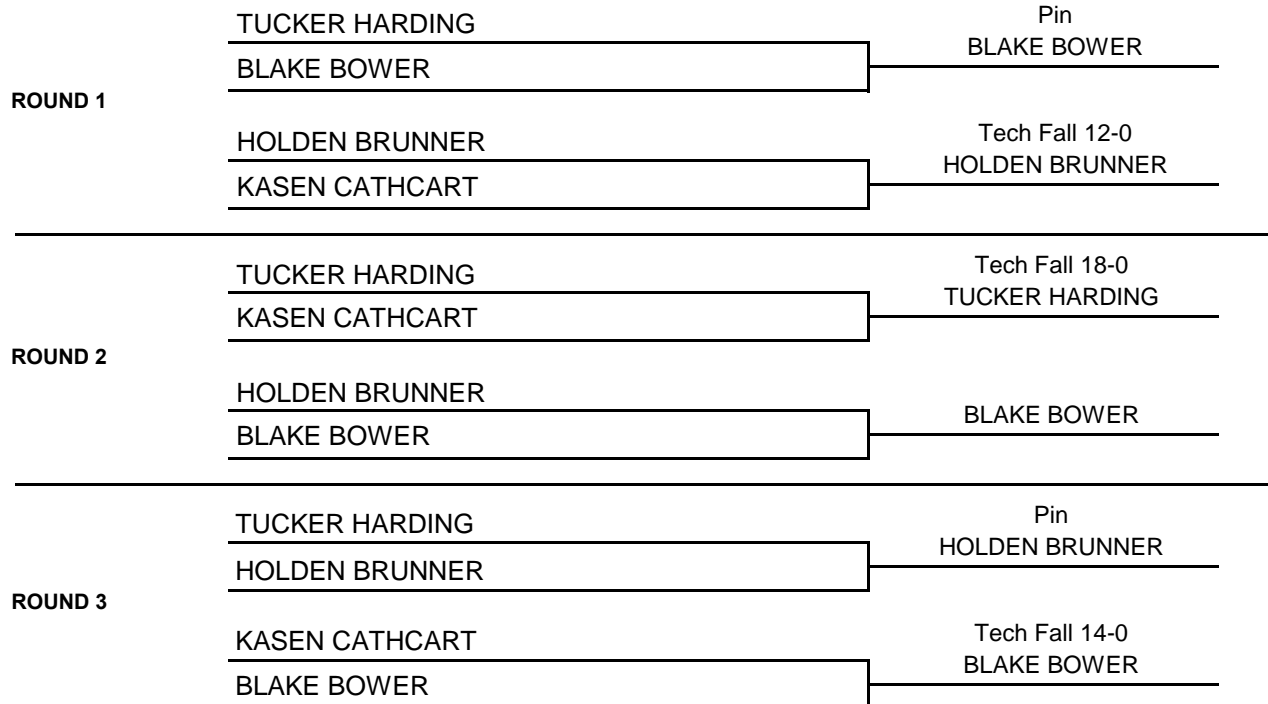 TUCKER HARDING
Pin
BLAKE BOWER
BLAKE BOWER
ROUND 1
HOLDEN BRUNNER
Tech Fall 12-0
HOLDEN BRUNNER
KASEN CATHCART
TUCKER HARDING
Tech Fall 18-0
TUCKER HARDING
KASEN CATHCART
ROUND 2
HOLDEN BRUNNER
BLAKE BOWER
BLAKE BOWER
TUCKER HARDING
Pin
HOLDEN BRUNNER
HOLDEN BRUNNER
ROUND 3
KASEN CATHCART
Tech Fall 14-0
BLAKE BOWER
BLAKE BOWER